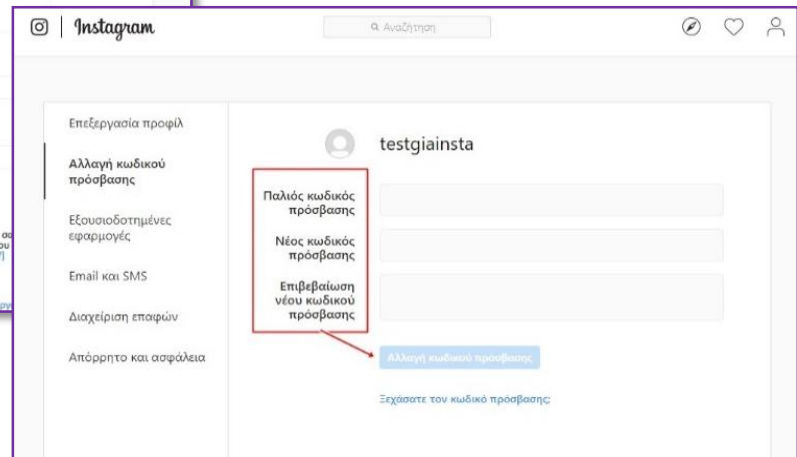 Instagram
Αναζήτηση
Επεξεργασία προφίλ
Αλλαγή κωδικού
πρόσβασης
Εξουσιοδοτημένες
εφαρμογές
Email και SMS
Διαχείριση επαφών
Απόρρητο και ασφάλεια
testgiainsta
Παλιός κωδικός
πρόσβασης
Νέος κωδικός
πρόσβασης
Επιβεβαίωση
νέου κωδικού
πρόσβασης
Αλλαγή κωδικού πρόσβασης
Ξεχάσατε τον κωδικό πρόσβασης;